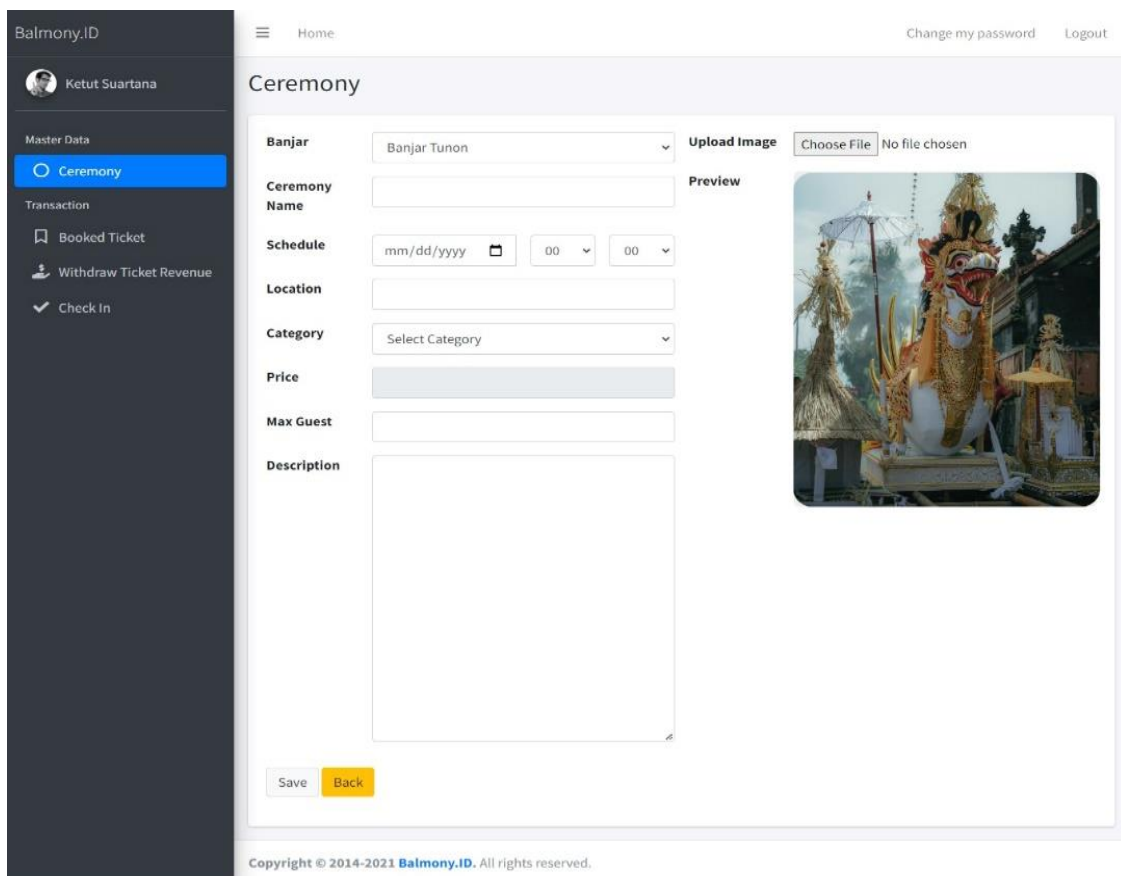 Balmony.ID
Home
Change my password
Logout
Ketut Suartana
Master Data
Ceremony
Transaction
Booked Ticket
Withdraw Ticket Revenue
Check In
Ceremony
Banjar
Banjar Tunon
Ceremony
Name
Schedule
mm/dd/yyyy
00
00
Location
Category
Select Category
Price
Max Guest
Description
Upload Image
Choose File No file chosen
Preview
Save
Back
Copyright © 2014-2021 Balmony.ID. All rights reserved.